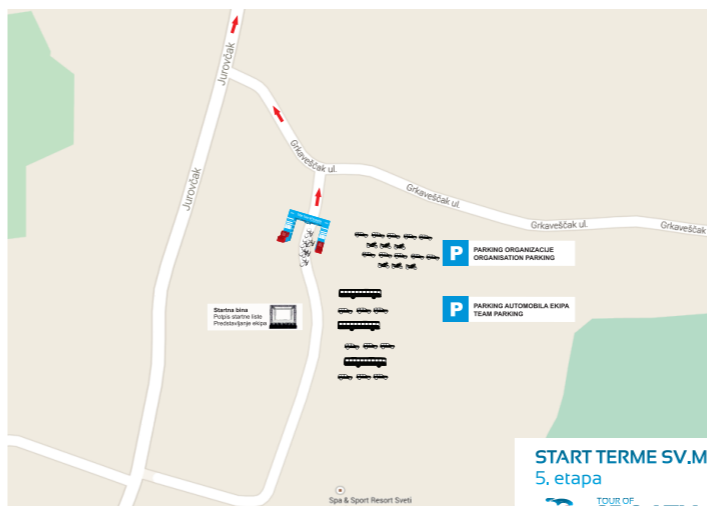 Jurovčak
Grkaveščak ul.
Jurovčak
Grkaveščak ul.
Grkaveščak ul.
Grkaveščak
P PARKING ORGANIZACIJE
ORGANISATION PARKING
P PARKING AUTOMOBILA EKIPA
TEAM PARKING
Startna bina
Potpis startne liste
Predstavljanje ekipa
START TERME SV.M
5. etapa
TOUR OF
Spa & Sport Resort Sveti